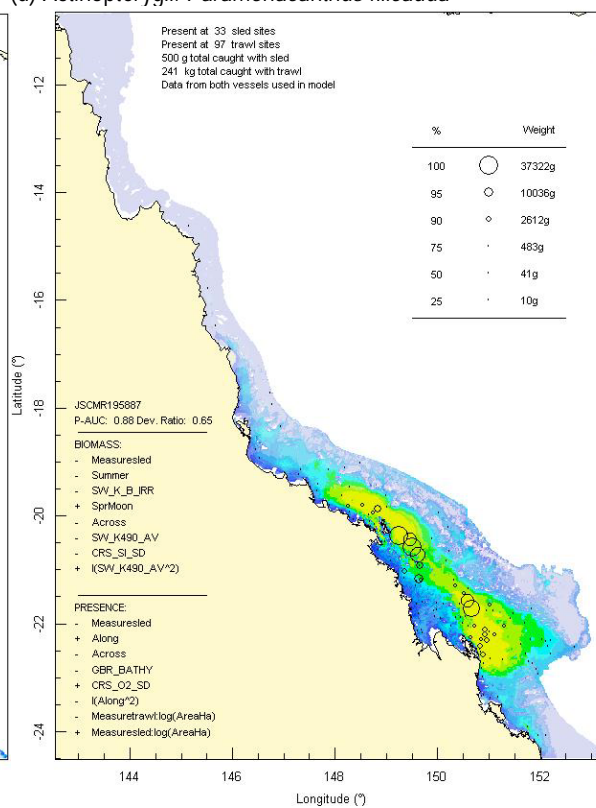 Present at 33 sled sites
Present at 97 trawl sites
500 g total caught with sled
241 kg total caught with trawl
Data from both vessels used in model
% Weight
100 37322g
95 10036g
90 2612g
75 483g
50 41g
25 10g
-12
-14
-16
-18
-20
-22
-24
Latitude (°)
JSCMR195887
P-AUC: 0.88 Dev. Ratio: 0.65
BIOMASS:
- Measuresled
- Summer
- SW_K_B_IRR
+ SprMoon
- Across
- SW_K490_AV
- CRS_SI_SD
+ I(SW_K490_AV^2)
PRESENCE:
- Measuresled
+ Along
- Across
- GBR_BATHY
+ CRS_O2_SD
- I(Along^2)
- Measuretrawl:log(AreaHa)
+ Measuresled:log(AreaHa)
144 146 148 150 152
Longitude (°)